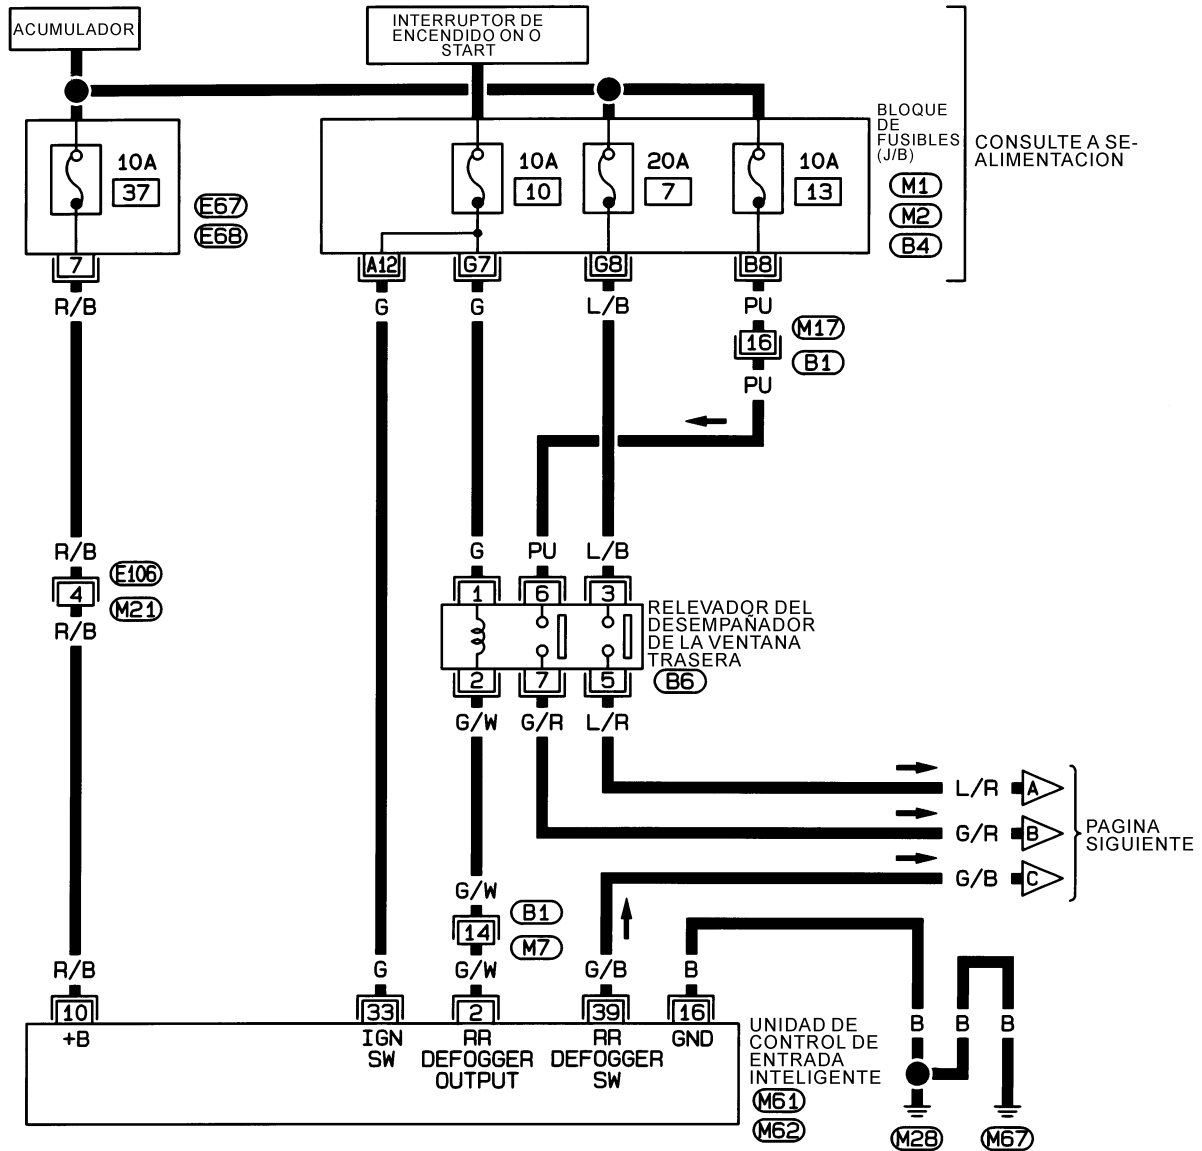 ACUMULADOR
INTERRUPTOR DE
ENCENDIDO ON O
START
BLOQUE
DE
FUSIBLES
(J/B)
CONSULTE A SE-
ALIMENTACION
10A
37
10A
10
20A
7
10A
13
E67
E68
M1
M2
B4
7
A12
G7
G8
B8
R/B
G
G
L/B
PU
16
M17
B1
PU
R/B
G
PU
L/B
4
E106
M21
R/B
1
6
3
RELEVADOR DEL
DESEMPAÑADOR
DE LA VENTANA
TRASERA
B6
2
7
5
G/W
G/R
L/R
L/R
A
G/R
B
G/B
C
PAGINA
SIGUIENTE
G/W
14
B1
M7
R/B
G
G/W
G/B
B
10
33
2
39
16
+B
IGN
SW
RR
DEFOGGER
OUTPUT
RR
DEFOGGER
SW
GND
UNIDAD DE
CONTROL DE
ENTRADA
INTELIGENTE
M61
M62
B
B
B
M28
M67